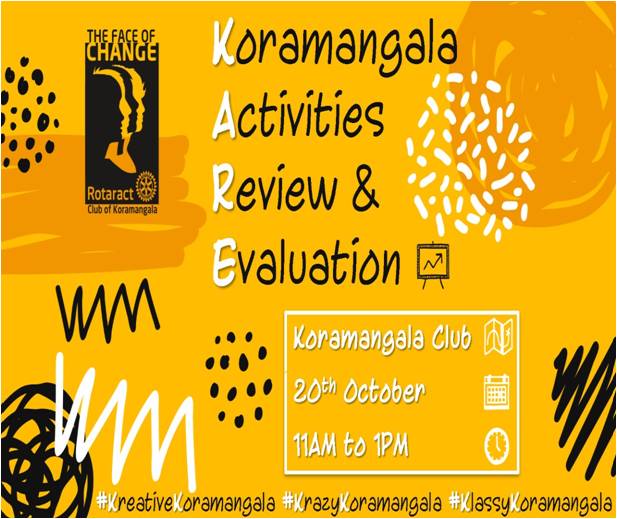 THE FACE OF
CHANGE
Rotaract
Club of Koramangala
Koramangala
Activities
Review &
Evaluation
Koramangala Club
20th October
11AM to 1PM
#KreativeKoramangala #KrazyKoramangala #KlassyKoramangala